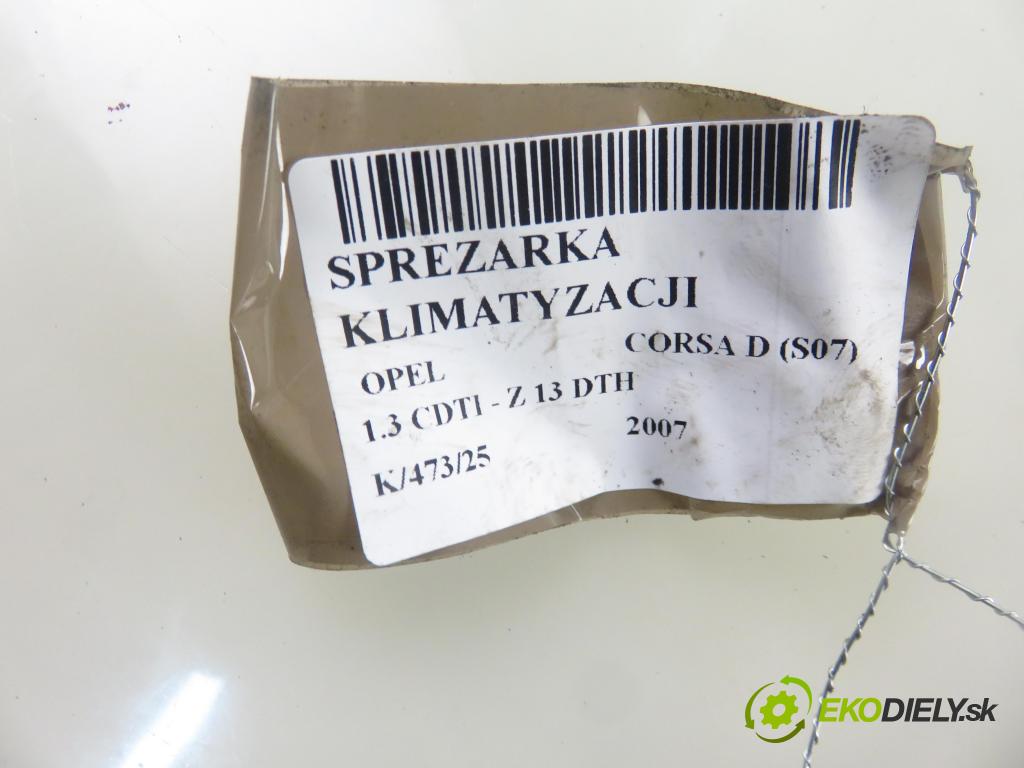 SPREZARKA
KLIMATYZACJI
OPEL CORSA D (S07)
1.3 CDTI - Z 13 DTH
K/473/25 2007
EKODIELY.sk